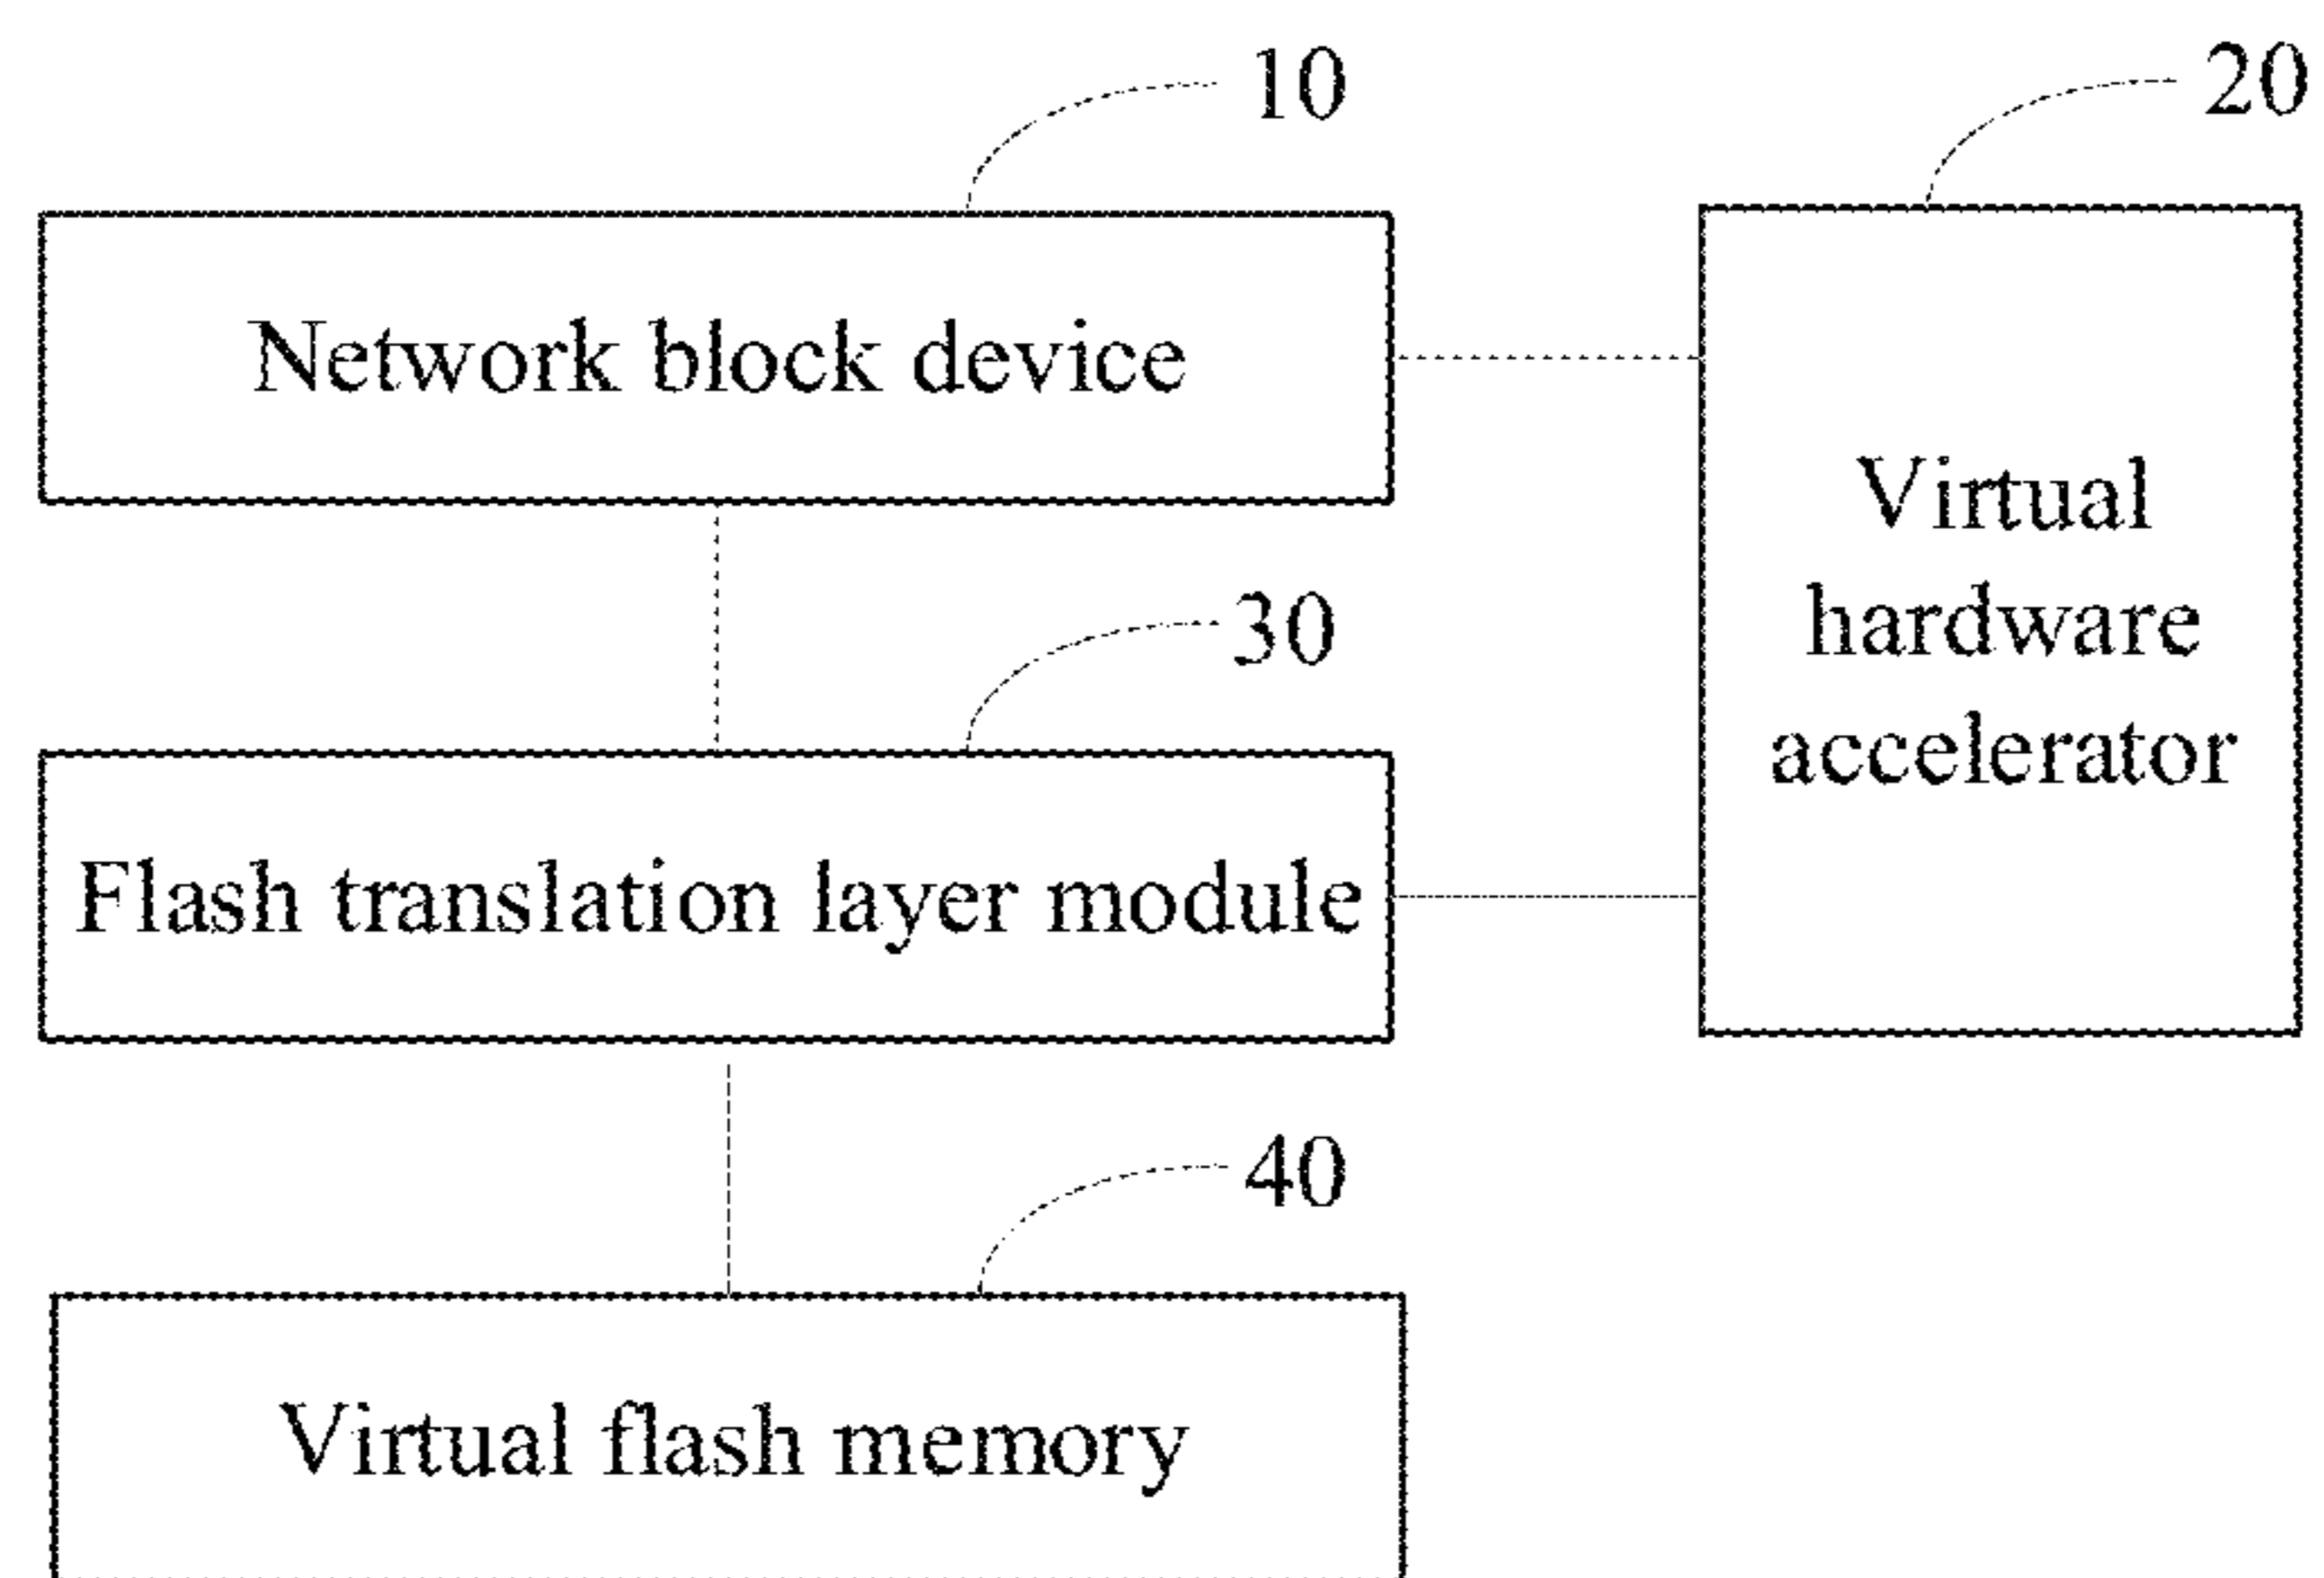 10
20
Network block device
Virtual
hardware
accelerator
30
Flash translation layer module
40
Virtual flash memory